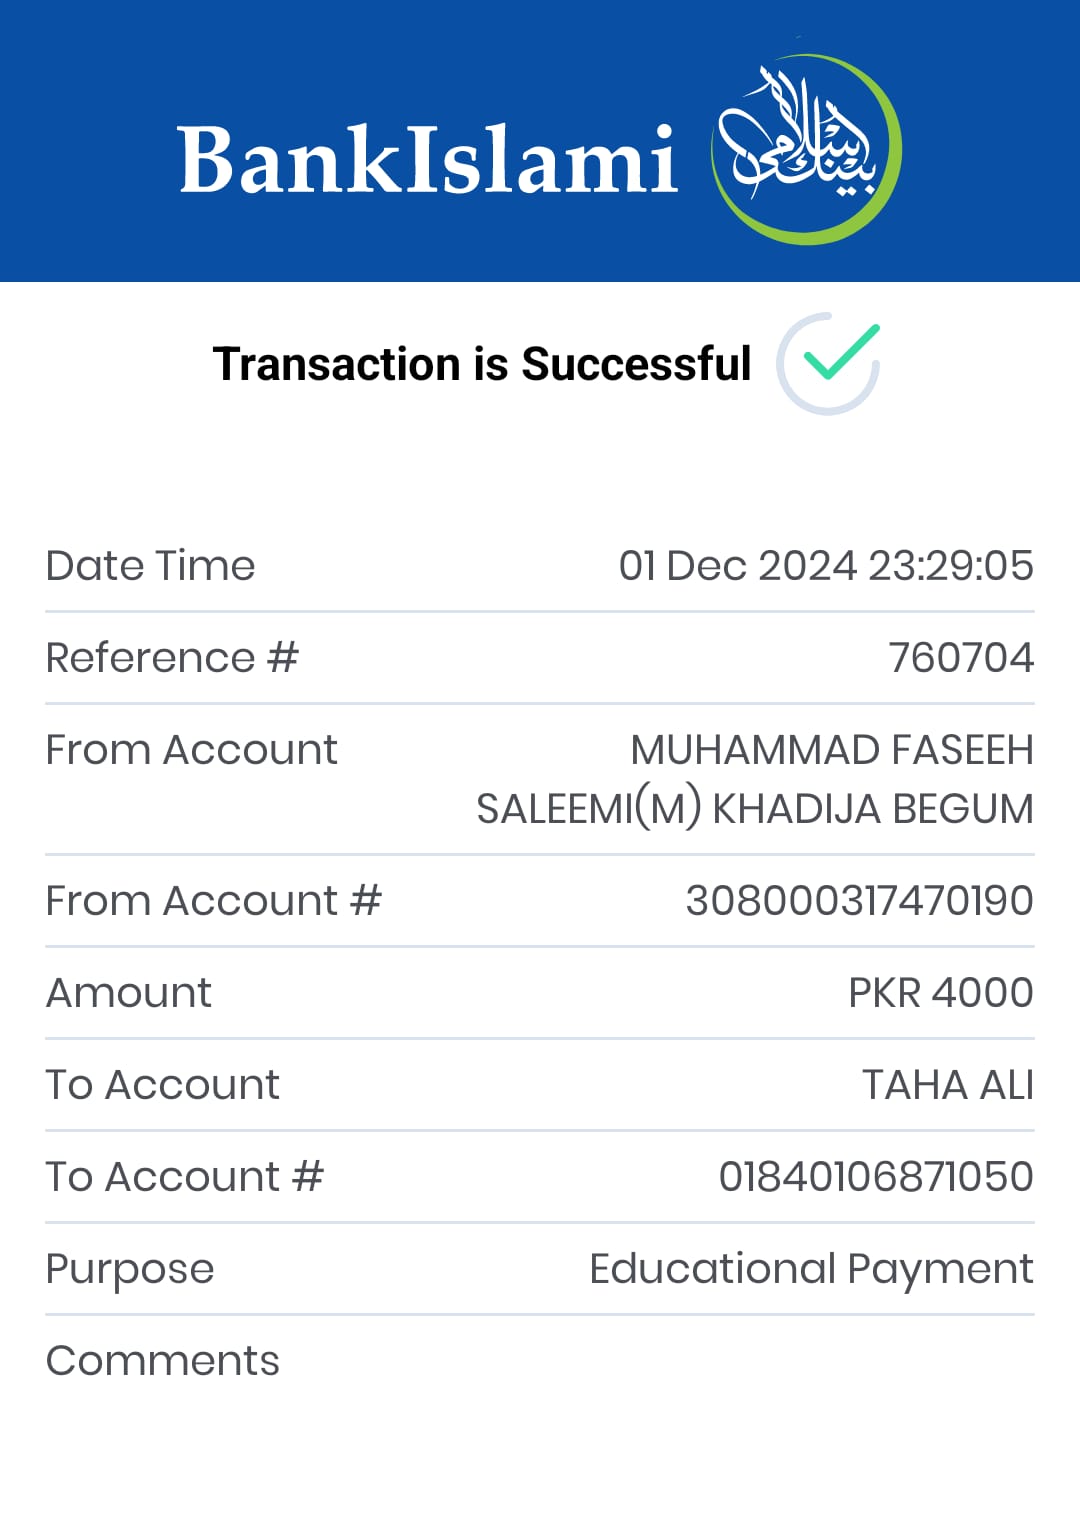 BankIslami
بینک اسلامی
Transaction is Successful
Date Time 01 Dec 2024 23:29:05
Reference # 760704
From Account MUHAMMAD FASEEH
SALEEMI(M) KHADIJA BEGUM
From Account # 308000317470190
Amount PKR 4000
To Account TAHA ALI
To Account # 01840106871050
Purpose Educational Payment
Comments